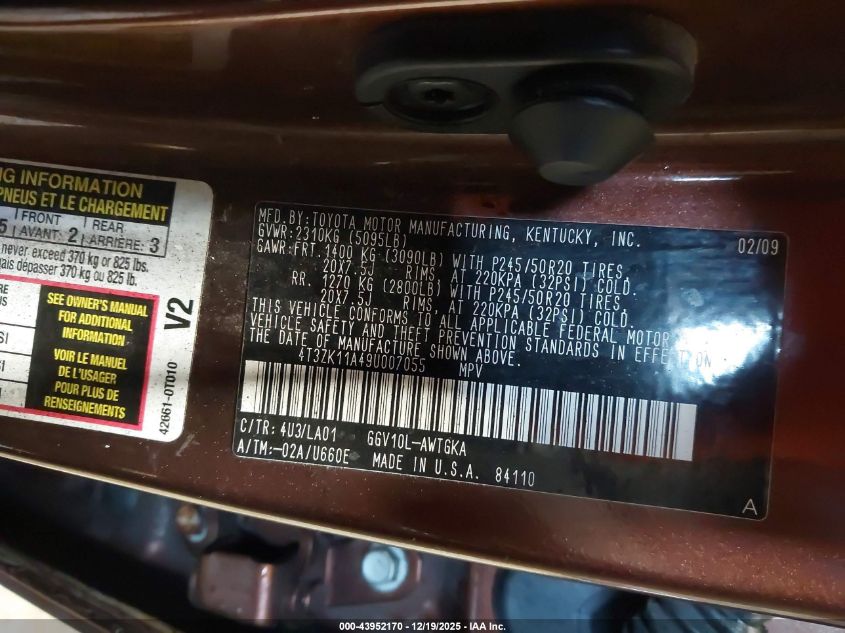 NG INFORMATION
PNEUS ET LE CHARGEMENT
5 FRONT REAR
AVANT: 2 ARRIÈRE: 3
never exceed 370 kg or 825 lbs.
mais dépasser 370 kg ou 825 lb.
SEE OWNER'S MANUAL
FOR ADDITIONAL
INFORMATION
VOIR LE MANUEL
DE L'USAGER
POUR PLUS DE
RENSEIGNEMENTS
V2
42661-0T010
MFD.BY:TOYOTA MOTOR MANUFACTURING, KENTUCKY, INC. 02/09
GVWR:2310KG (5095LB)
GAWR:FRT.1400 KG (3090LB) WITH P245/50R20 TIRES
20X7.5J RIMS, AT 220KPA (32PSI) COLD.
RR. 1270 KG (2800LB) WITH P245/50R20 TIRES
20X7.5J RIMS, AT 220KPA (32PSI) COLD.
THIS VEHICLE CONFORMS TO ALL APPLICABLE FEDERAL MOTOR
VEHICLE SAFETY AND THEFT PREVENTION STANDARDS IN EFFECT ON
THE DATE OF MANUFACTURE SHOWN ABOVE.
4T3ZK11A49U007055 MPV
C/TR: 4U3/LA01 GGV10L-AWTGKA
A/TM:-02A/U660E MADE IN U.S.A. 84110
A
000-43952170 - 12/19/2025 - IAA Inc.